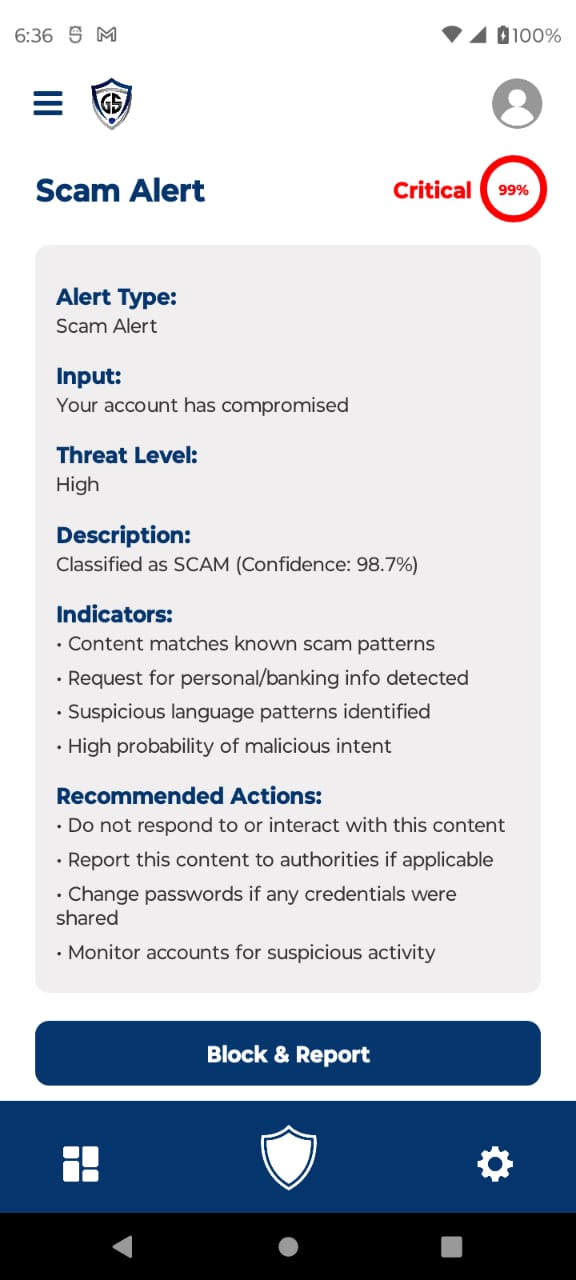 6:36
100%
GS
Scam Alert
Critical
99%
Alert Type:
Scam Alert
Input:
Your account has compromised
Threat Level:
High
Description:
Classified as SCAM (Confidence: 98.7%)
Indicators:
• Content matches known scam patterns
• Request for personal/banking info detected
• Suspicious language patterns identified
• High probability of malicious intent
Recommended Actions:
• Do not respond to or interact with this content
• Report this content to authorities if applicable
• Change passwords if any credentials were
shared
• Monitor accounts for suspicious activity
Block & Report